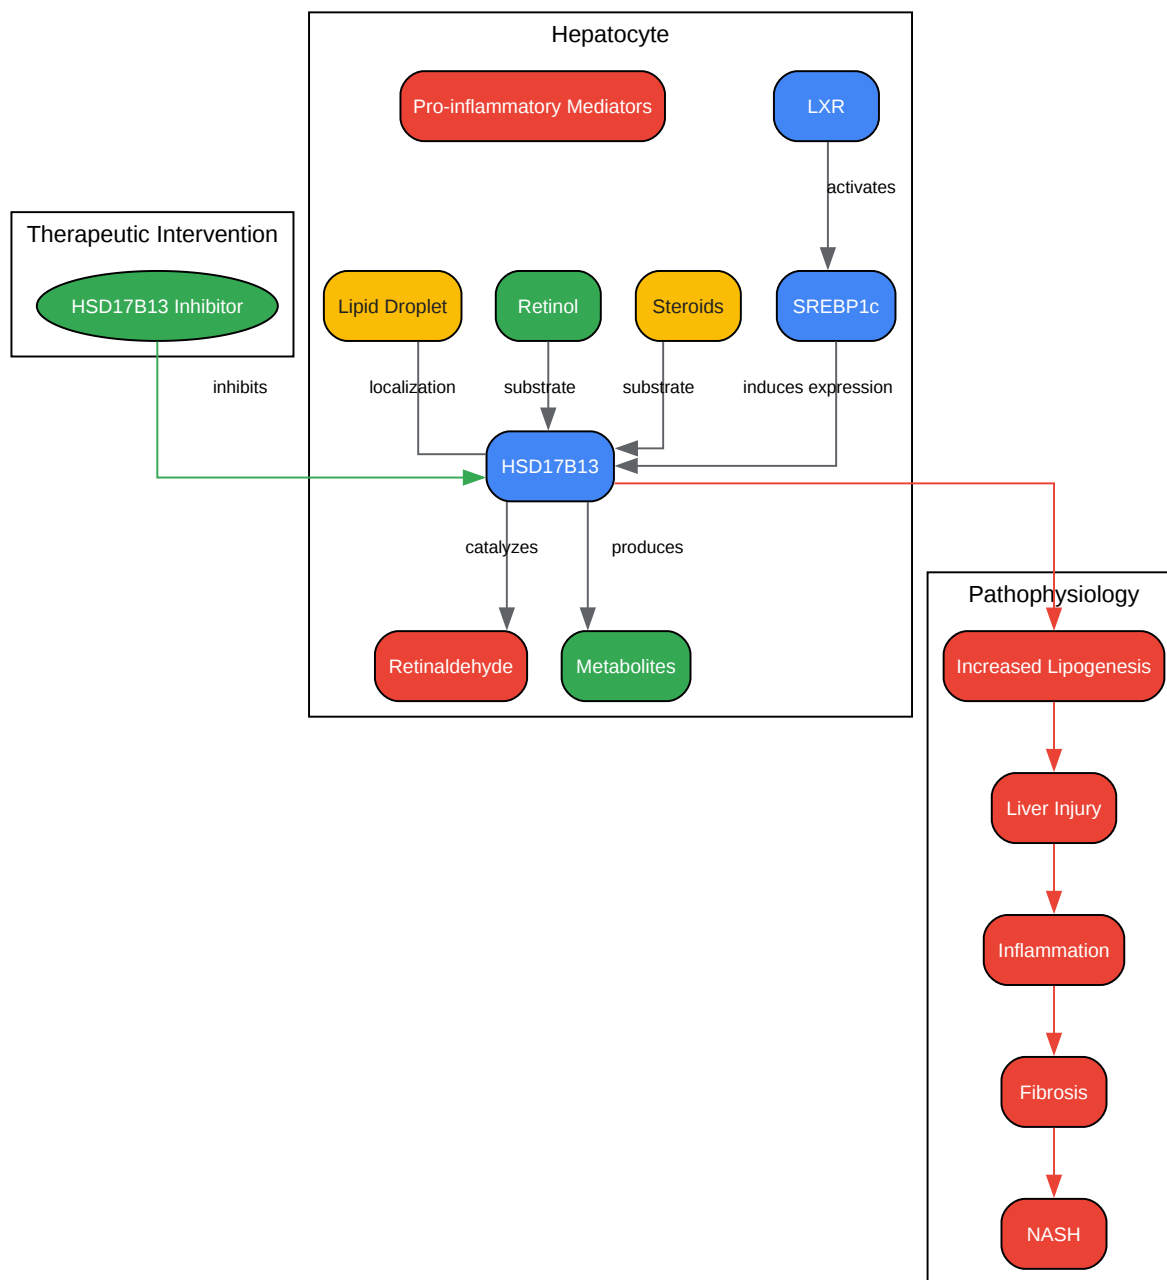 Hepatocyte
Pro-inflammatory Mediators
LXR
activates
Therapeutic Intervention
HSD17B13 Inhibitor
Lipid Droplet
Retinol
Steroids
SREBP1c
inhibits
localization
substrate
substrate
induces expression
HSD17B13
catalyzes
produces
Pathophysiology
Retinaldehyde
Metabolites
Increased Lipogenesis
Liver Injury
Inflammation
Fibrosis
NASH